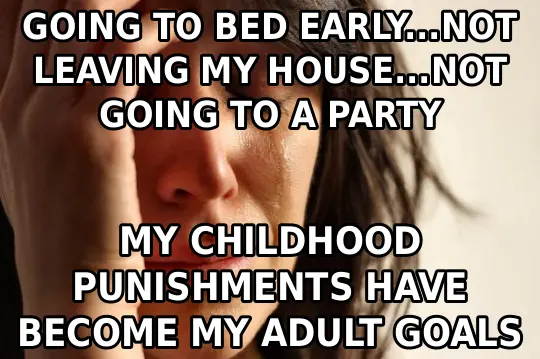 GOING TO BED EARLY...NOT
LEAVING MY HOUSE...NOT
GOING TO A PARTY
MY CHILDHOOD
PUNISHMENTS HAVE
BECOME MY ADULT GOALS